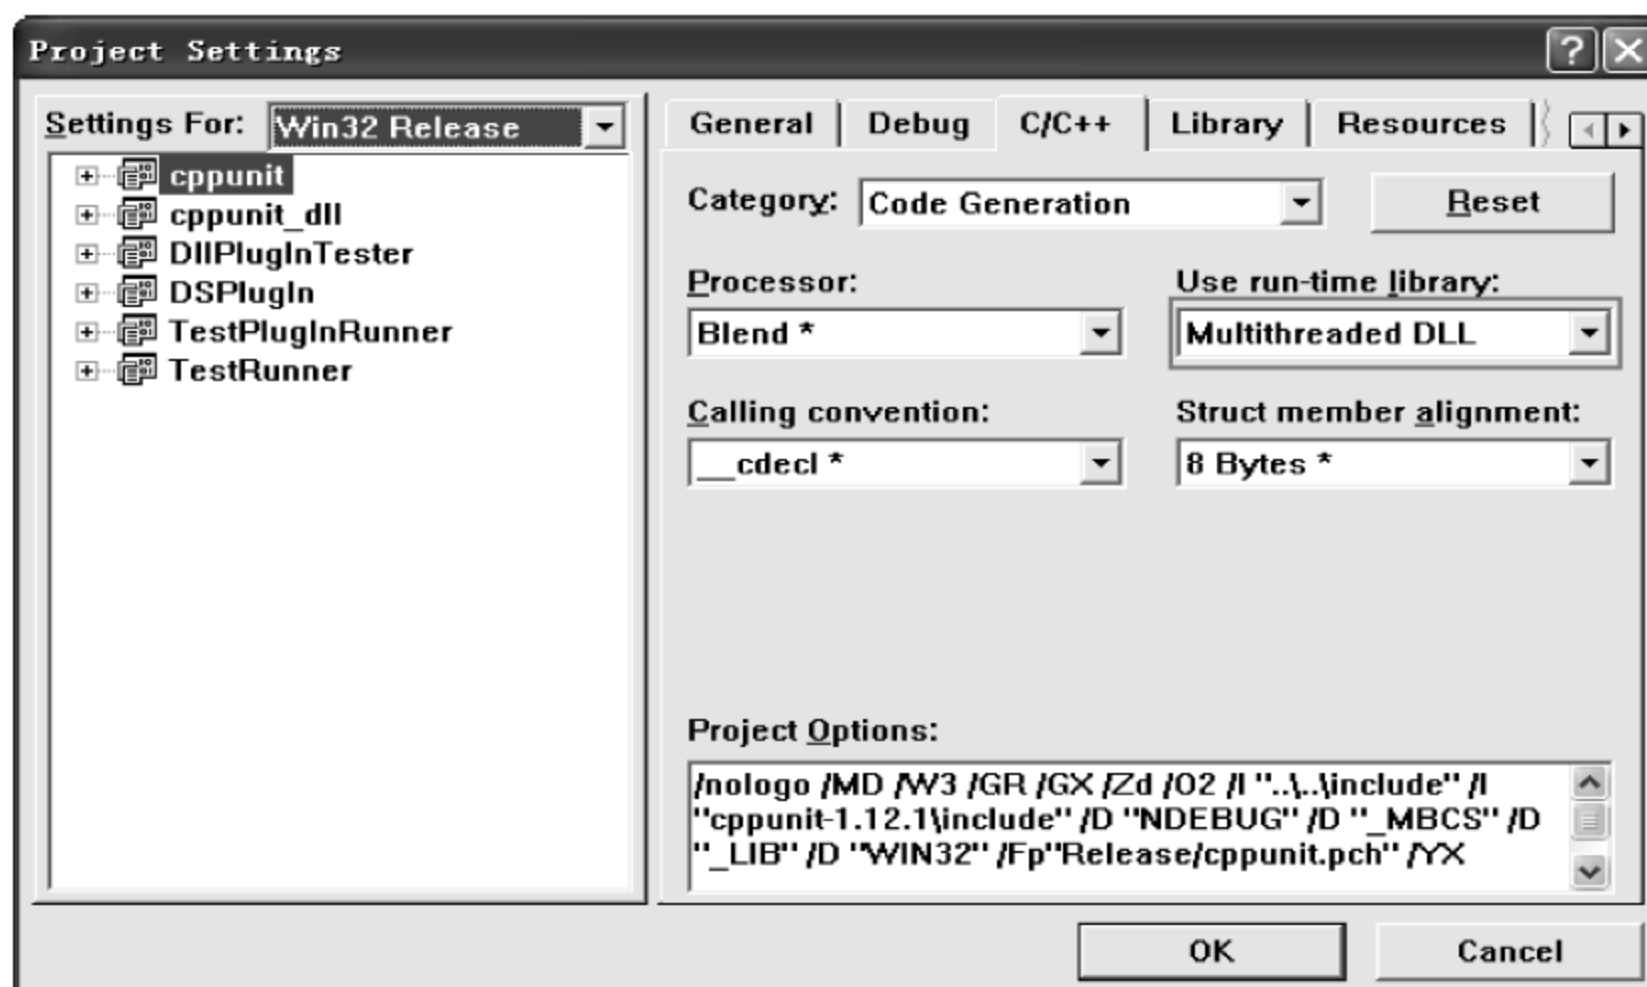 Project Settings
Settings For: Win32 Release
cppunit
cppunit_dll
DllPlugInTester
DSPlugIn
TestPlugInRunner
TestRunner
General Debug C/C++ Library Resources
Category: Code Generation Reset
Processor: Use run-time library:
Blend * Multithreaded DLL
Calling convention: Struct member alignment:
__cdecl * 8 Bytes *
Project Options:
/nologo /MD /W3 /GR /GX /Zd /O2 /I "..\..\include" /I
"cppunit-1.12.1\include" /D "NDEBUG" /D "_MBCS" /D
"_LIB" /D "WIN32" /Fp"Release/cppunit.pch" /YX
OK Cancel